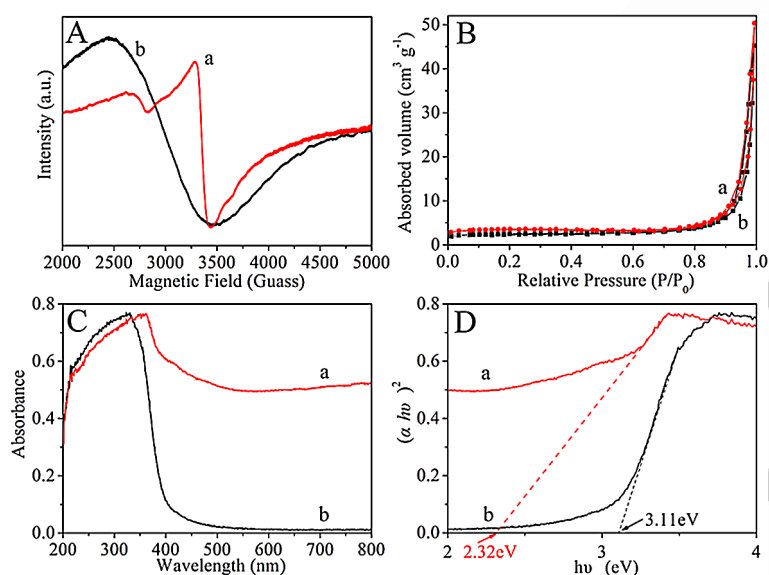 A
b
a
Intensity (a.u.)
2000 2500 3000 3500 4000 4500 5000
Magnetic Field (Guass)
B
50
40
30
20
10
0
Absorbed volume (cm³ g⁻¹)
a
b
0.0 0.2 0.4 0.6 0.8 1.0
Relative Pressure (P/P₀)
C
0.8
0.6
0.4
0.2
0.0
Absorbance
a
b
200 300 400 500 600 700 800
Wavelength (nm)
D
0.8
0.6
0.4
0.2
0.0
(α hυ )²
a
b
3.11eV
2.32eV
2 3 4
hυ (eV)